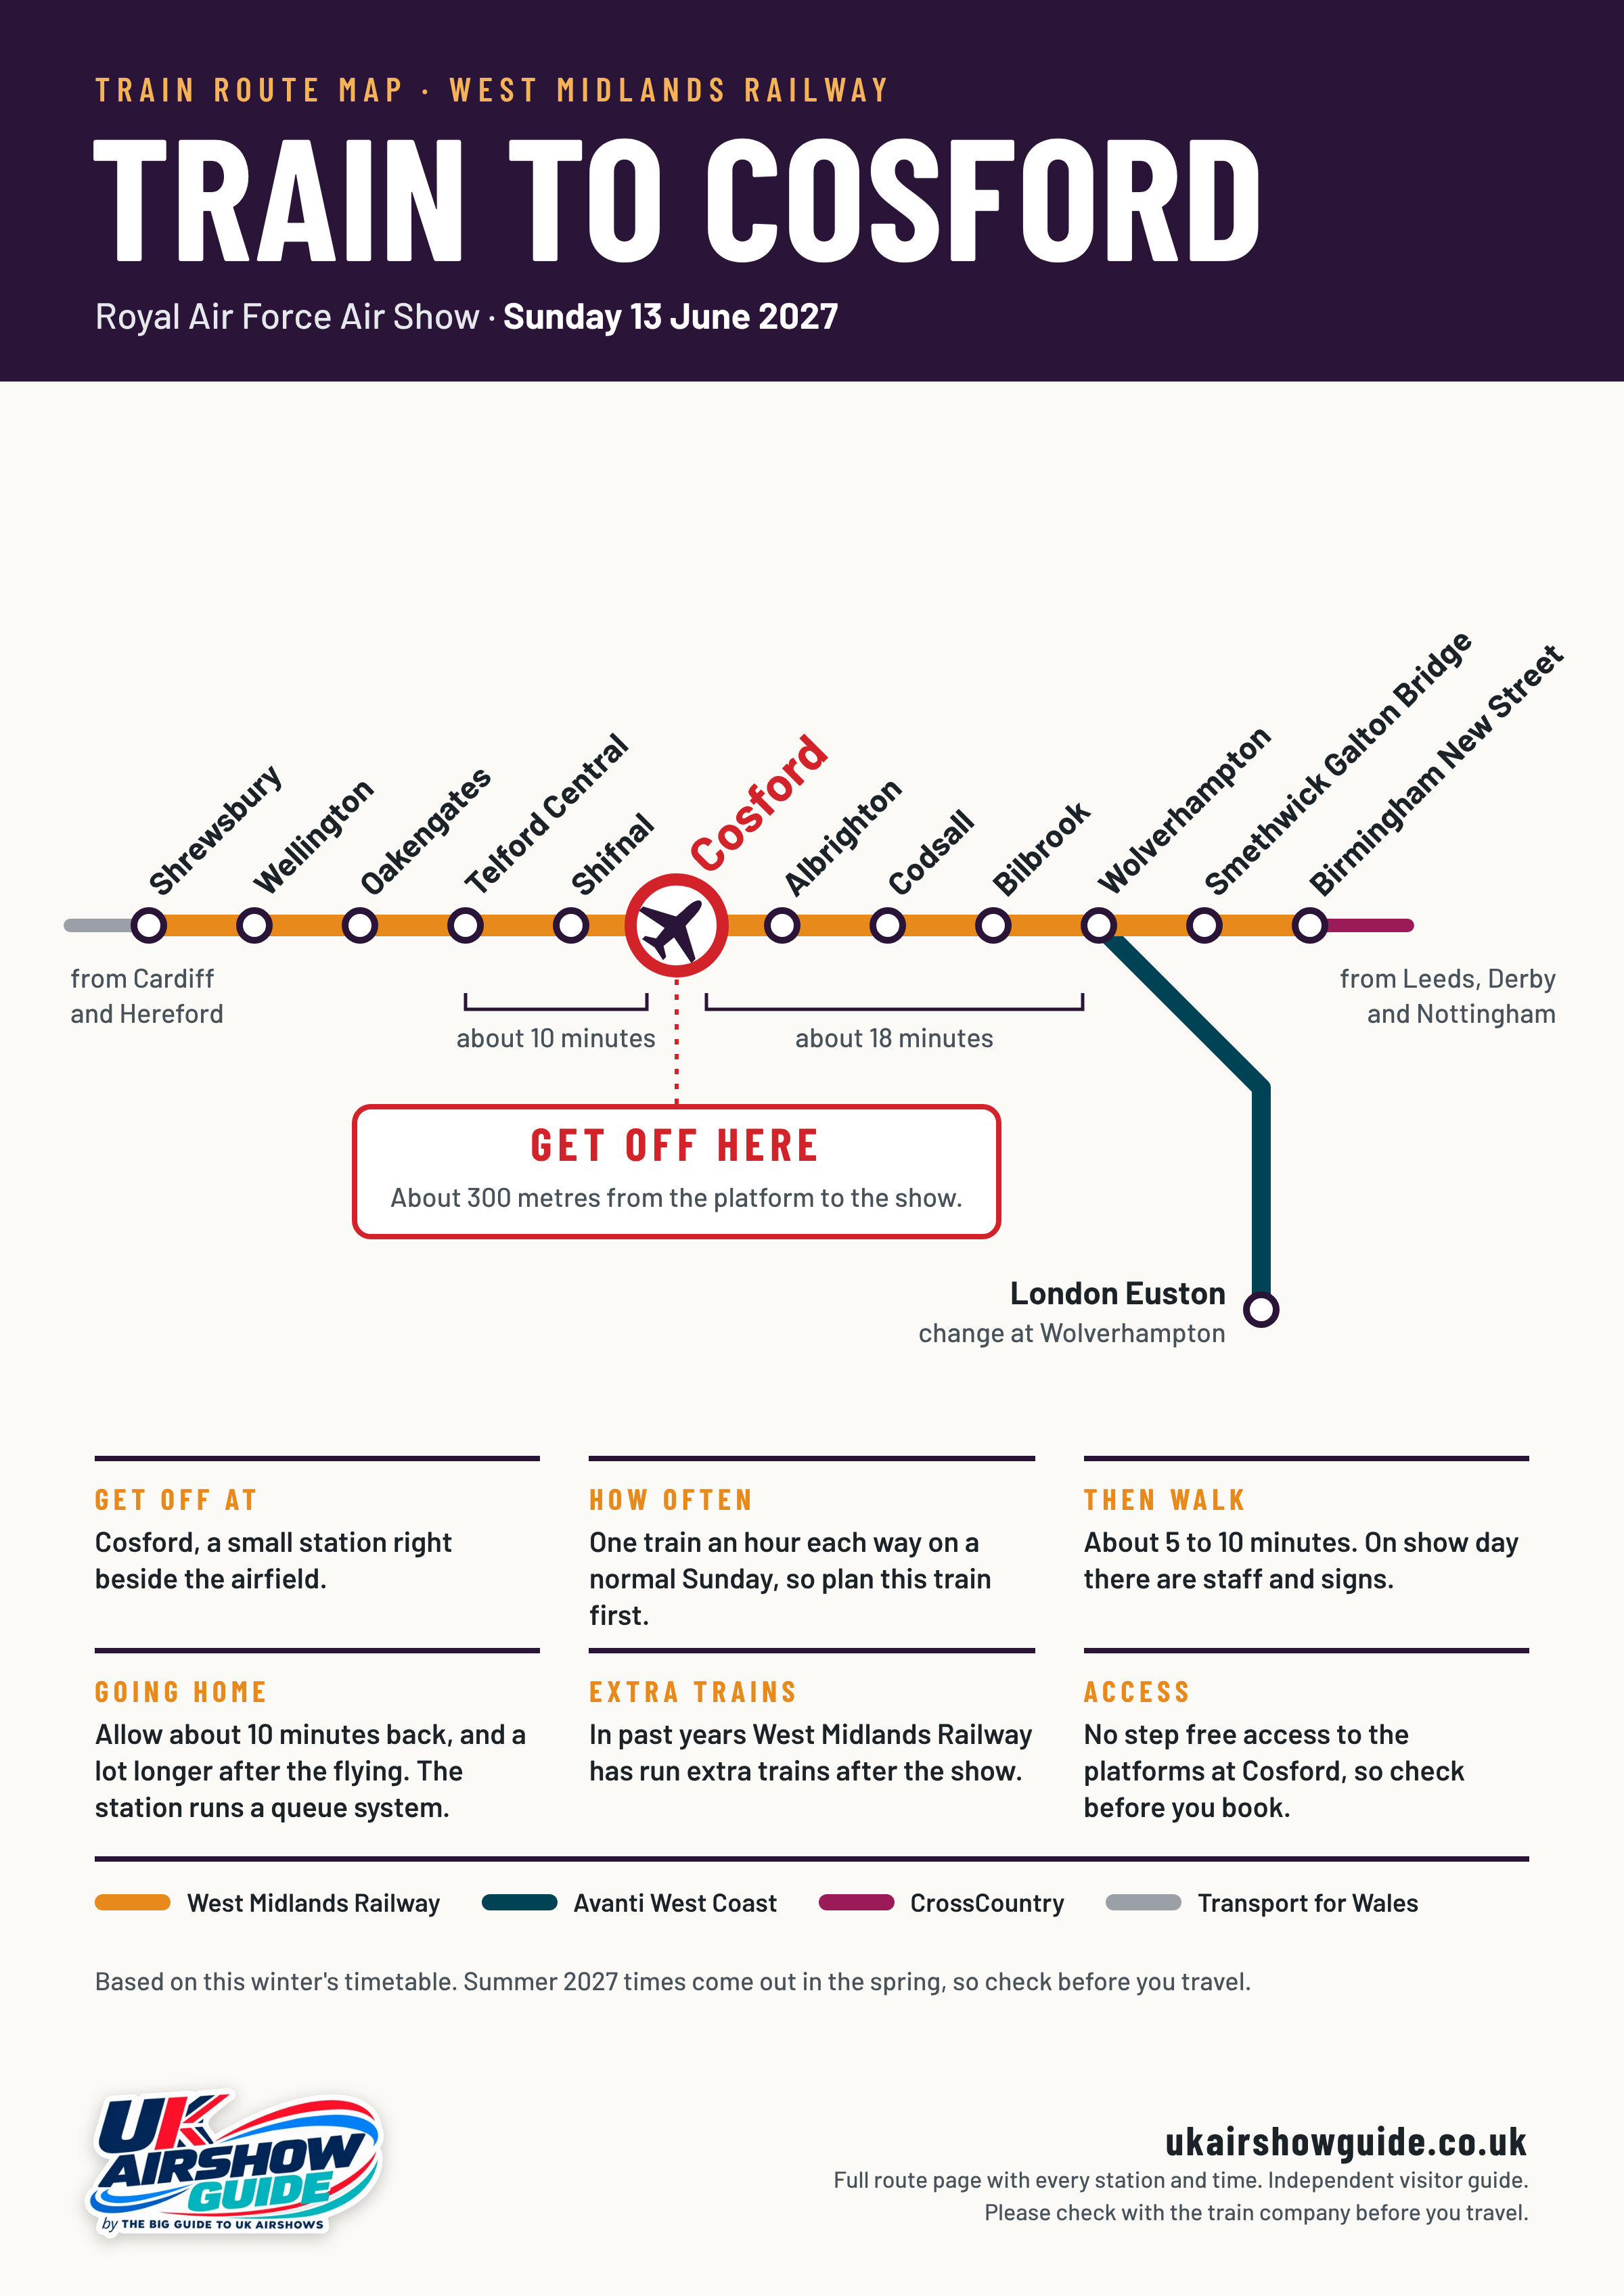 TRAIN ROUTE MAP · WEST MIDLANDS RAILWAY
TRAIN TO COSFORD
Royal Air Force Air Show · Sunday 13 June 2027
Shrewsbury
Wellington
Oakengates
Telford Central
Shifnal
Cosford
Albrighton
Codsall
Bilbrook
Wolverhampton
Smethwick Galton Bridge
Birmingham New Street
from Cardiff
and Hereford
from Leeds, Derby
and Nottingham
about 10 minutes
about 18 minutes
GET OFF HERE
About 300 metres from the platform to the show.
London Euston
change at Wolverhampton
GET OFF AT
Cosford, a small station right
beside the airfield.
HOW OFTEN
One train an hour each way on a
normal Sunday, so plan this train
first.
THEN WALK
About 5 to 10 minutes. On show day
there are staff and signs.
GOING HOME
Allow about 10 minutes back, and a
lot longer after the flying. The
station runs a queue system.
EXTRA TRAINS
In past years West Midlands Railway
has run extra trains after the show.
ACCESS
No step free access to the
platforms at Cosford, so check
before you book.
West Midlands Railway
Avanti West Coast
CrossCountry
Transport for Wales
Based on this winter's timetable. Summer 2027 times come out in the spring, so check before you travel.
UK
AIRSHOW
GUIDE
by THE BIG GUIDE TO UK AIRSHOWS
ukairshowguide.co.uk
Full route page with every station and time. Independent visitor guide.
Please check with the train company before you travel.